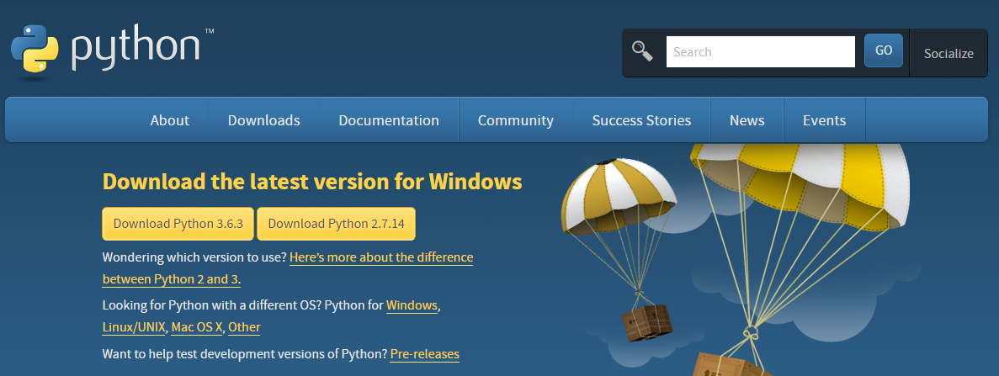 python™
Search
GO
Socialize
About
Downloads
Documentation
Community
Success Stories
News
Events
Download the latest version for Windows
Download Python 3.6.3
Download Python 2.7.14
Wondering which version to use? Here’s more about the difference
between Python 2 and 3.
Looking for Python with a different OS? Python for Windows,
Linux/UNIX, Mac OS X, Other
Want to help test development versions of Python? Pre-releases